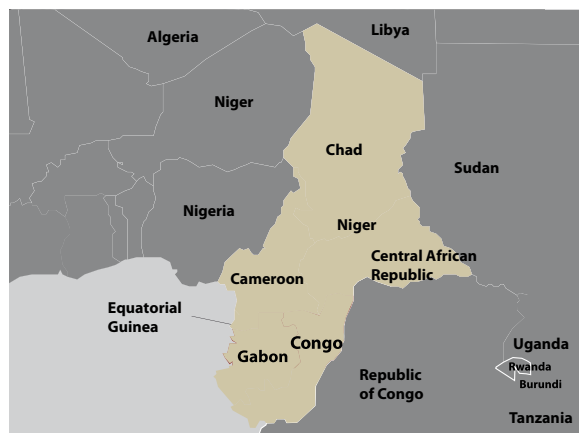 Libya
Algeria
Niger
Chad
Sudan
Nigeria
Niger
Central African
Republic
Cameroon
Equatorial
Guinea
Congo
Uganda
Gabon
Rwanda
Republic
of Congo
Burundi
Tanzania